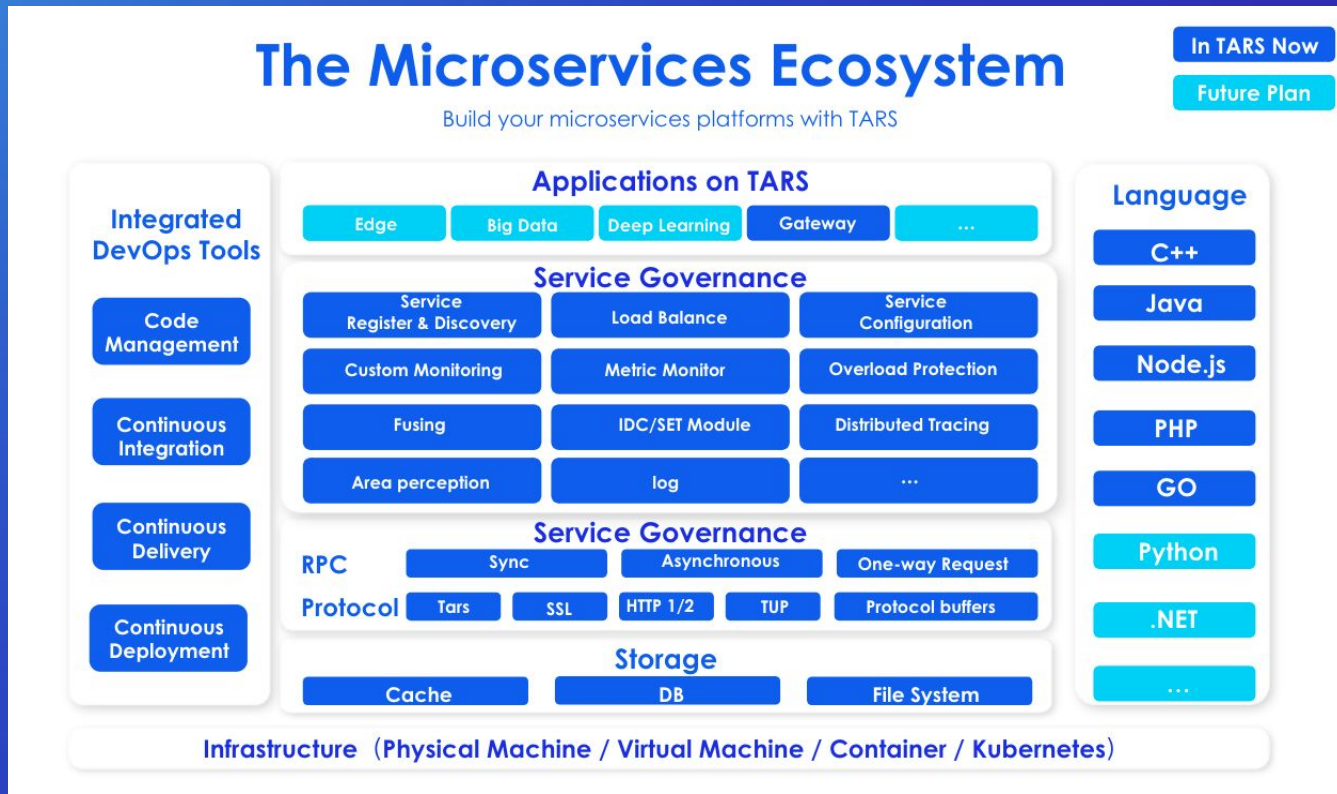 The Microservices Ecosystem
Build your microservices platforms with TARS
In TARS Now
Future Plan
Integrated
DevOps Tools
Code
Management
Continuous
Integration
Continuous
Delivery
Continuous
Deployment
Applications on TARS
Edge
Big Data
Deep Learning
Gateway
...
Service Governance
Service
Register & Discovery
Load Balance
Service
Configuration
Custom Monitoring
Metric Monitor
Overload Protection
Fusing
IDC/SET Module
Distributed Tracing
Area perception
log
...
Service Governance
RPC
Sync
Asynchronous
One-way Request
Protocol
Tars
SSL
HTTP 1/2
TUP
Protocol buffers
Storage
Cache
DB
File System
Language
C++
Java
Node.js
PHP
GO
Python
.NET
...
Infrastructure（Physical Machine / Virtual Machine / Container / Kubernetes）